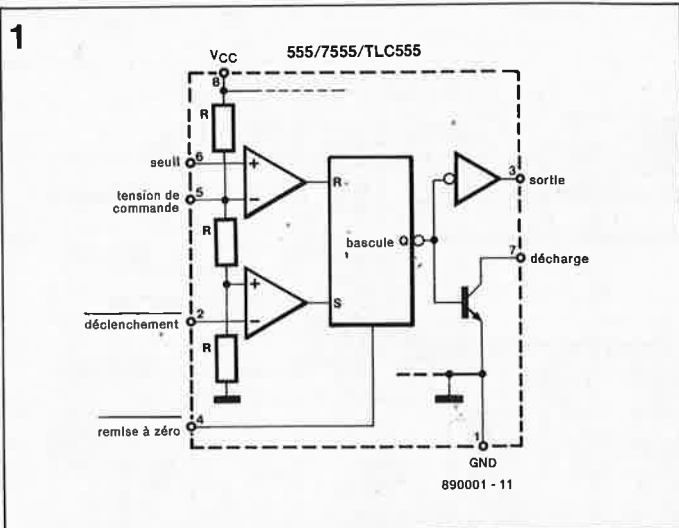 1
555/7555/TLC555
VCC
8
R
seuil
6
+
R
3
sortie
tension de
commande
5
−
bascule
Q
R
7
décharge
+
déclenchement
2
−
S
R
remise à zéro
4
1
GND
890001 - 11